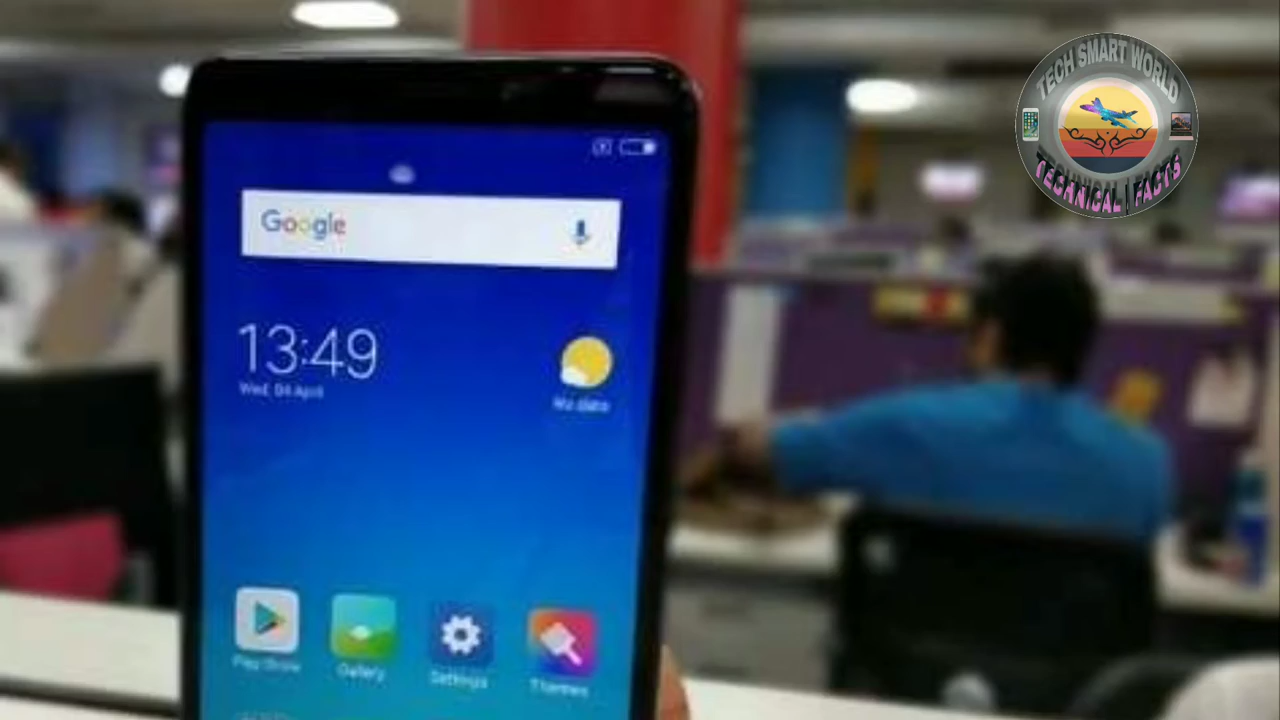 TECH SMART WORLD
TECHNICAL | FACTS
Google
13:49
Wed, 04 April
No data
Play Store
Gallery
Settings
Themes